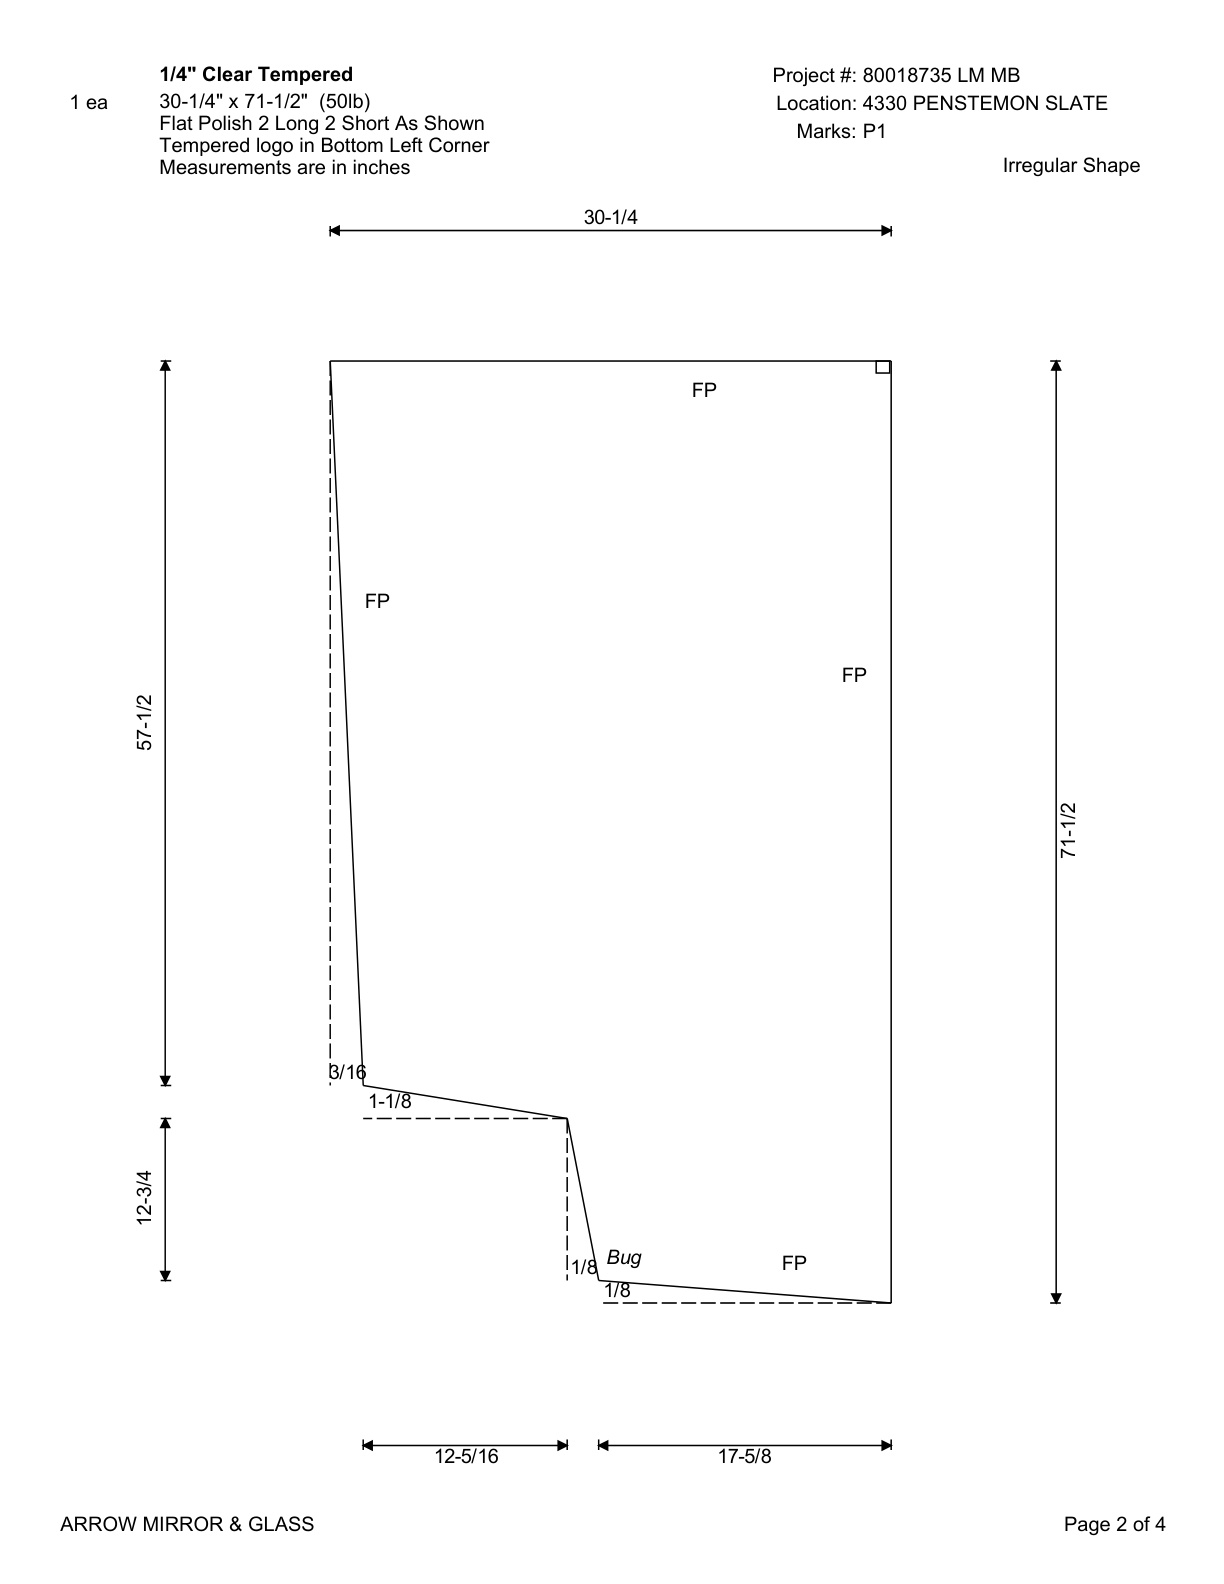 1/4" Clear Tempered
1 ea
30-1/4" x 71-1/2" (50lb)
Flat Polish 2 Long 2 Short As Shown
Tempered logo in Bottom Left Corner
Measurements are in inches
Project #: 80018735 LM MB
Location: 4330 PENSTEMON SLATE
Marks: P1
Irregular Shape
30-1/4
FP
FP
FP
57-1/2
71-1/2
3/16
1-1/8
12-3/4
1/8
Bug
FP
1/8
12-5/16
17-5/8
ARROW MIRROR & GLASS
Page 2 of 4